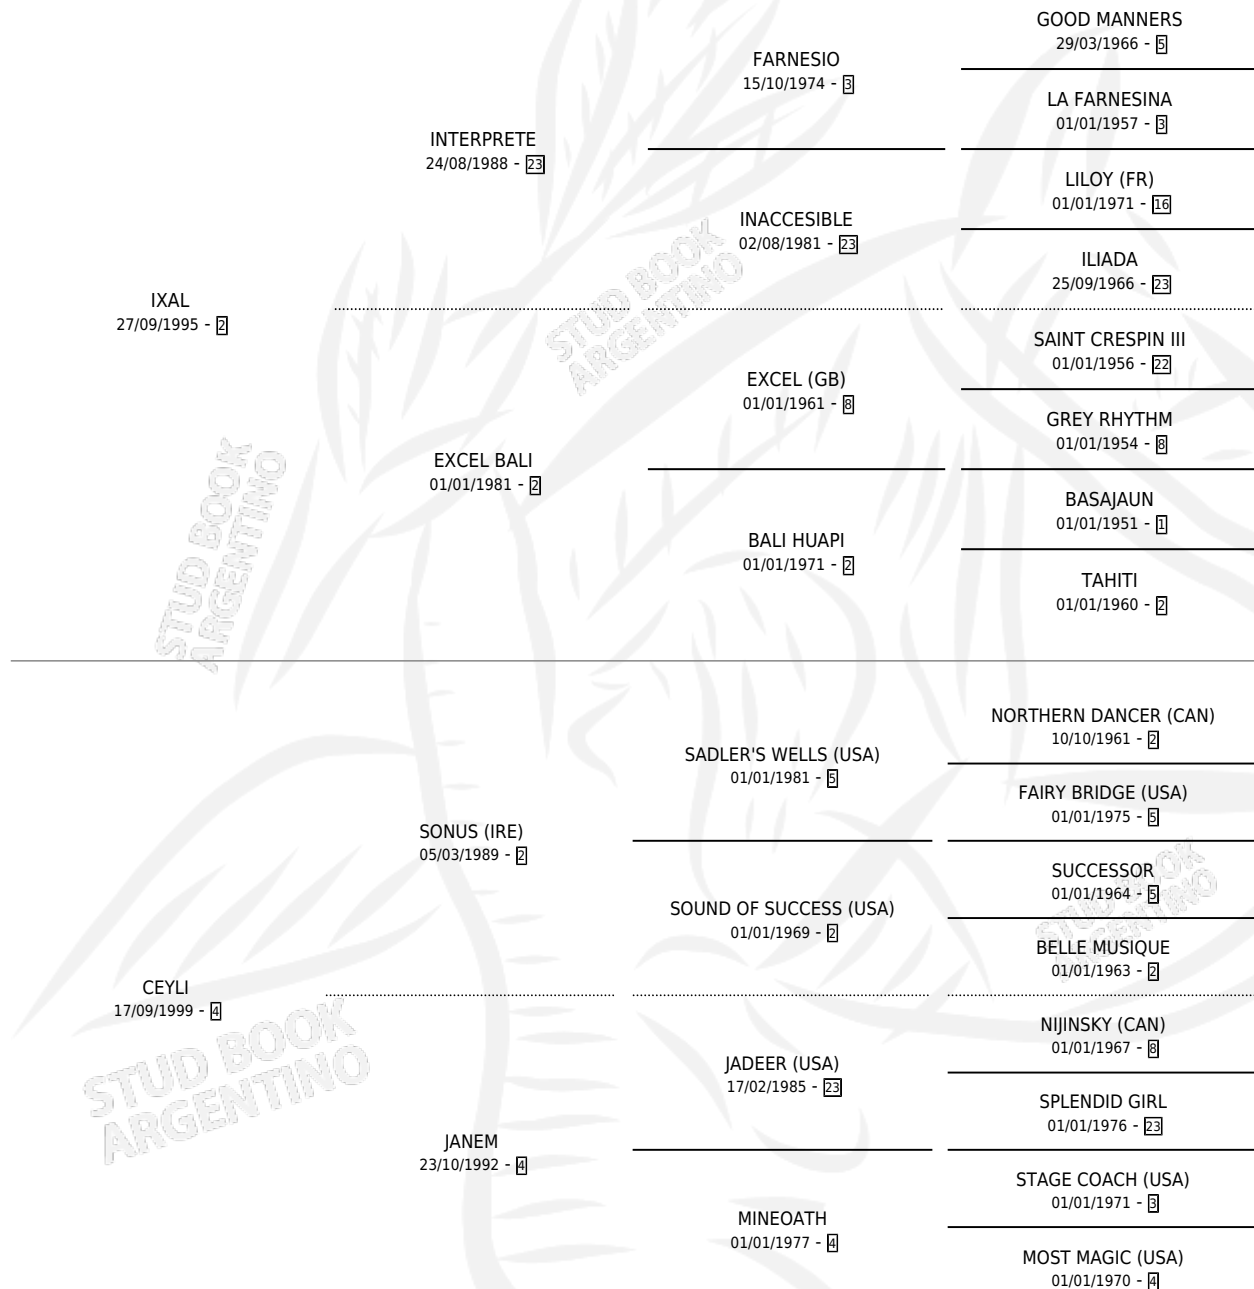 GOOD MANNERS
29/03/1966 - 5
FARNESIO
15/10/1974 - 3
LA FARNESINA
01/01/1957 - 3
INTERPRETE
24/08/1988 - 23
LILOY (FR)
01/01/1971 - 16
INACCESIBLE
02/08/1981 - 23
ILIADA
25/09/1966 - 23
IXAL
27/09/1995 - 2
SAINT CRESPIN III
01/01/1956 - 22
EXCEL (GB)
01/01/1961 - 8
GREY RHYTHM
01/01/1954 - 8
EXCEL BALI
01/01/1981 - 2
BASAJAUN
01/01/1951 - 1
BALI HUAPI
01/01/1971 - 2
TAHITI
01/01/1960 - 2
NORTHERN DANCER (CAN)
10/10/1961 - 2
SADLER'S WELLS (USA)
01/01/1981 - 5
FAIRY BRIDGE (USA)
01/01/1975 - 5
SONUS (IRE)
05/03/1989 - 2
SUCCESSOR
01/01/1964 - 5
SOUND OF SUCCESS (USA)
01/01/1969 - 2
BELLE MUSIQUE
01/01/1963 - 2
CEYLI
17/09/1999 - 4
NIJINSKY (CAN)
01/01/1967 - 8
JADEER (USA)
17/02/1985 - 23
SPLENDID GIRL
01/01/1976 - 23
JANEM
23/10/1992 - 4
STAGE COACH (USA)
01/01/1971 - 3
MINEOATH
01/01/1977 - 4
MOST MAGIC (USA)
01/01/1970 - 4
STUD BOOK
ARGENTINO
STUD BOOK
ARGENTINO
STUD BOOK
ARGENTINO
STUD BOOK
ARGENTINO